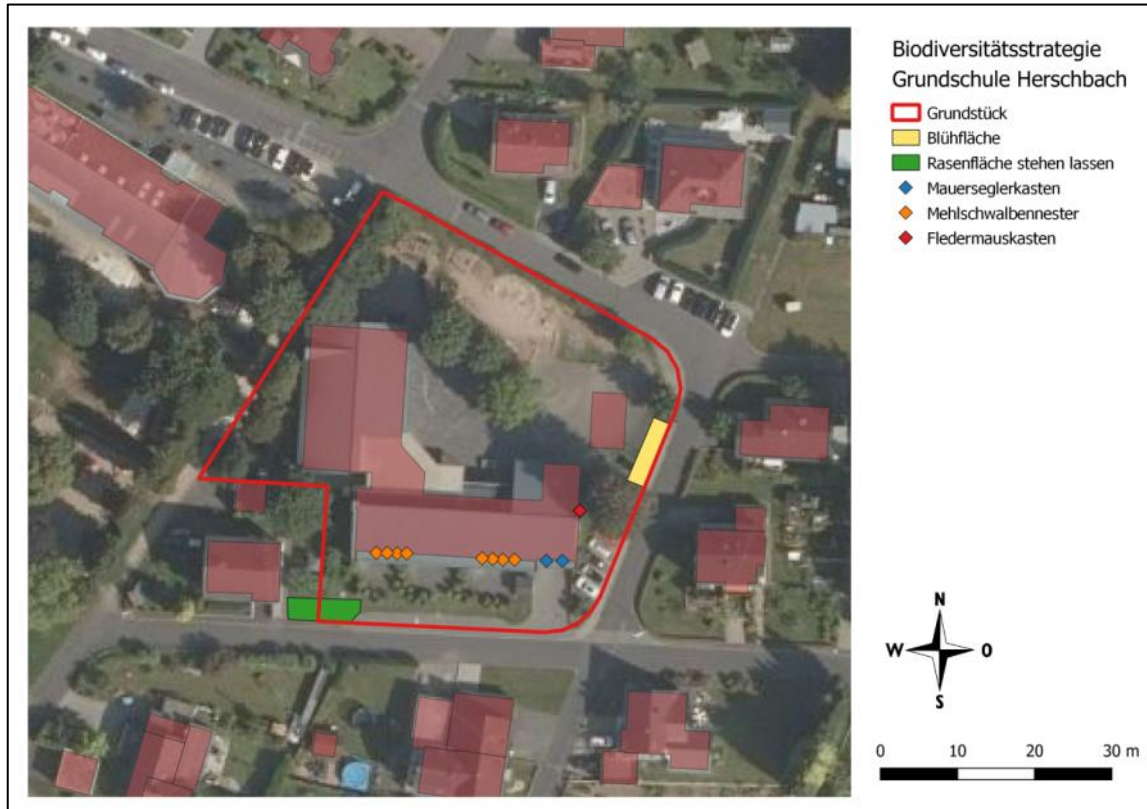 Biodiversitätsstrategie
Grundschule Herschbach
Grundstück
Blühfläche
Rasenfläche stehen lassen
Mauerseglerkasten
Mehlschwalbennester
Fledermauskasten
N
W O
S
0 10 20 30 m